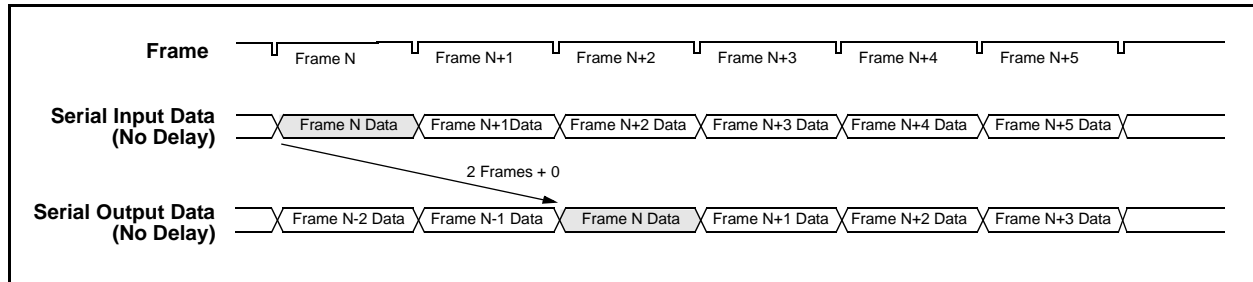 Frame
Frame N
Frame N+1
Frame N+2
Frame N+3
Frame N+4
Frame N+5
Serial Input Data
(No Delay)
Frame N Data
Frame N+1Data
Frame N+2 Data
Frame N+3 Data
Frame N+4 Data
Frame N+5 Data
2 Frames + 0
Serial Output Data
(No Delay)
Frame N-2 Data
Frame N-1 Data
Frame N Data
Frame N+1 Data
Frame N+2 Data
Frame N+3 Data